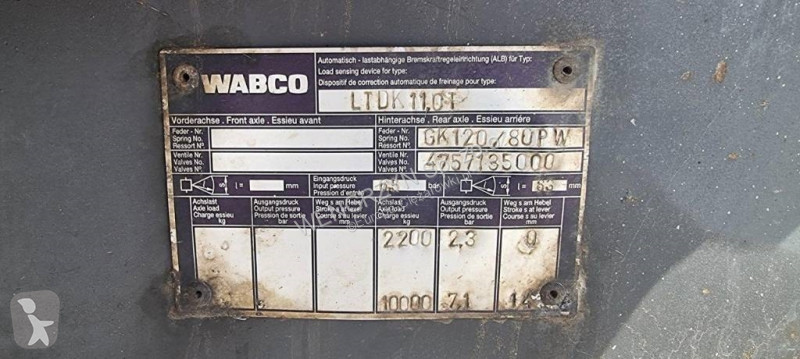 WABCO
Automatisch - lastabhängige Bremskraftregeleinrichtung (ALB) für Typ:
Load sensing device for type:
Dispositif de correction automatique de freinage pour type:
LTDK 11,0T
Vorderachse . Front axle . Essieu avant
Hinterachse . Rear axle . Essieu arriére
Feder - Nr.
Spring No.
Ressort Nº.
Feder - Nr.
Spring No.
Ressort Nº.
GK120 /8UPW
Ventile Nr.
Valves No.
Valves Nº.
Ventile Nr.
Valves No.
Valves Nº.
4757135000
l = mm
Eingangsdruck
Input pressure
Pression d'entrée
bar
l = mm
Achslast
Axle load
Charge essieu
kg
Ausgangsdruck
Output pressure
Pression de sortie
bar
Weg s am Hebel
Stroke s at lever
Course s au levier
mm
Achslast
Axle load
Charge essieu
kg
Ausgangsdruck
Output pressure
Pression de sortie
bar
Weg s am Hebel
Stroke s at lever
Course s au levier
mm
2200 2,3 0
10000 7,1